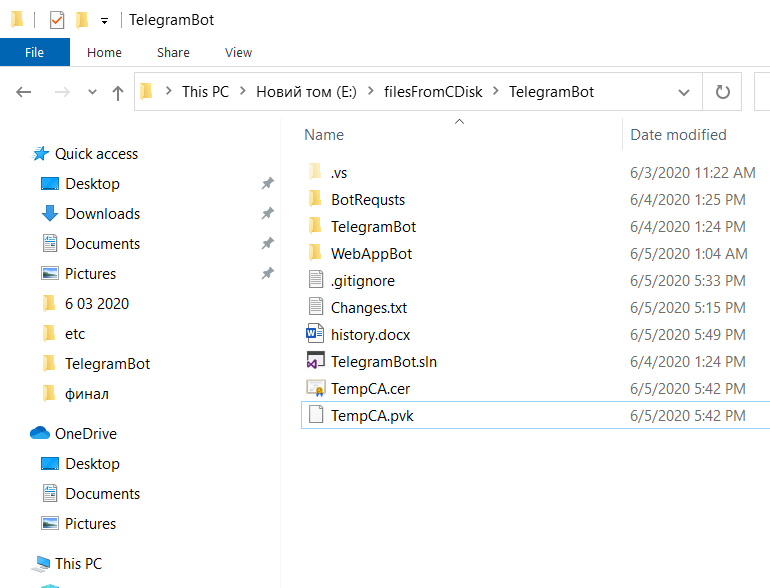 TelegramBot
File Home Share View
This PC Новий том (E:) filesFromCDisk TelegramBot
Name Date modified
Quick access
Desktop
Downloads
Documents
Pictures
6 03 2020
etc
TelegramBot
финал
OneDrive
Desktop
Documents
Pictures
This PC
.vs 6/3/2020 11:22 AM
BotRequsts 6/4/2020 1:25 PM
TelegramBot 6/4/2020 1:24 PM
WebAppBot 6/5/2020 1:04 AM
.gitignore 6/5/2020 5:33 PM
Changes.txt 6/5/2020 5:15 PM
history.docx 6/5/2020 5:49 PM
TelegramBot.sln 6/4/2020 1:24 PM
TempCA.cer 6/5/2020 5:42 PM
TempCA.pvk 6/5/2020 5:42 PM